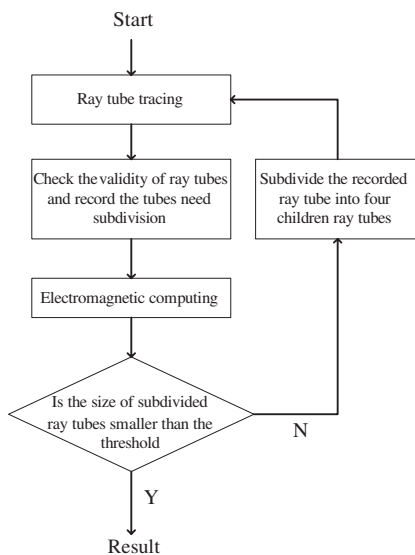 Start
Ray tube tracing
Check the validity of ray tubes
and record the tubes need
subdivision
Subdivide the recorded
ray tube into four
children ray tubes
Electromagnetic computing
Is the size of subdivided
ray tubes smaller than the
threshold
N
Y
Result